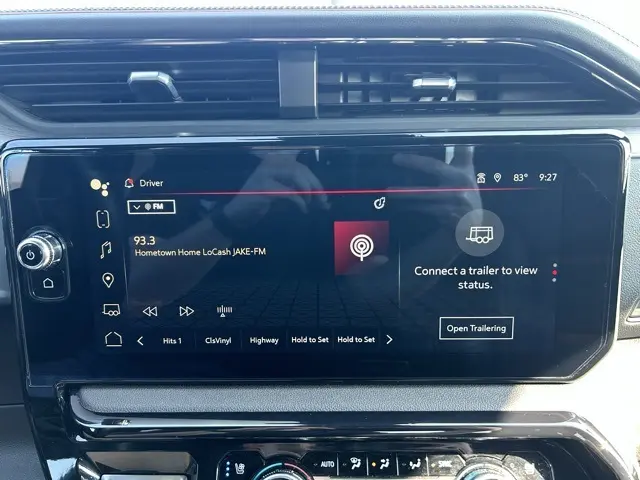 Driver
83° 9:27
FM
93.3
Hometown Home LoCash JAKE-FM
Connect a trailer to view
status.
Open Trailering
Hits 1 ClsVinyl Highway Hold to Set Hold to Set
AUTO SYNC